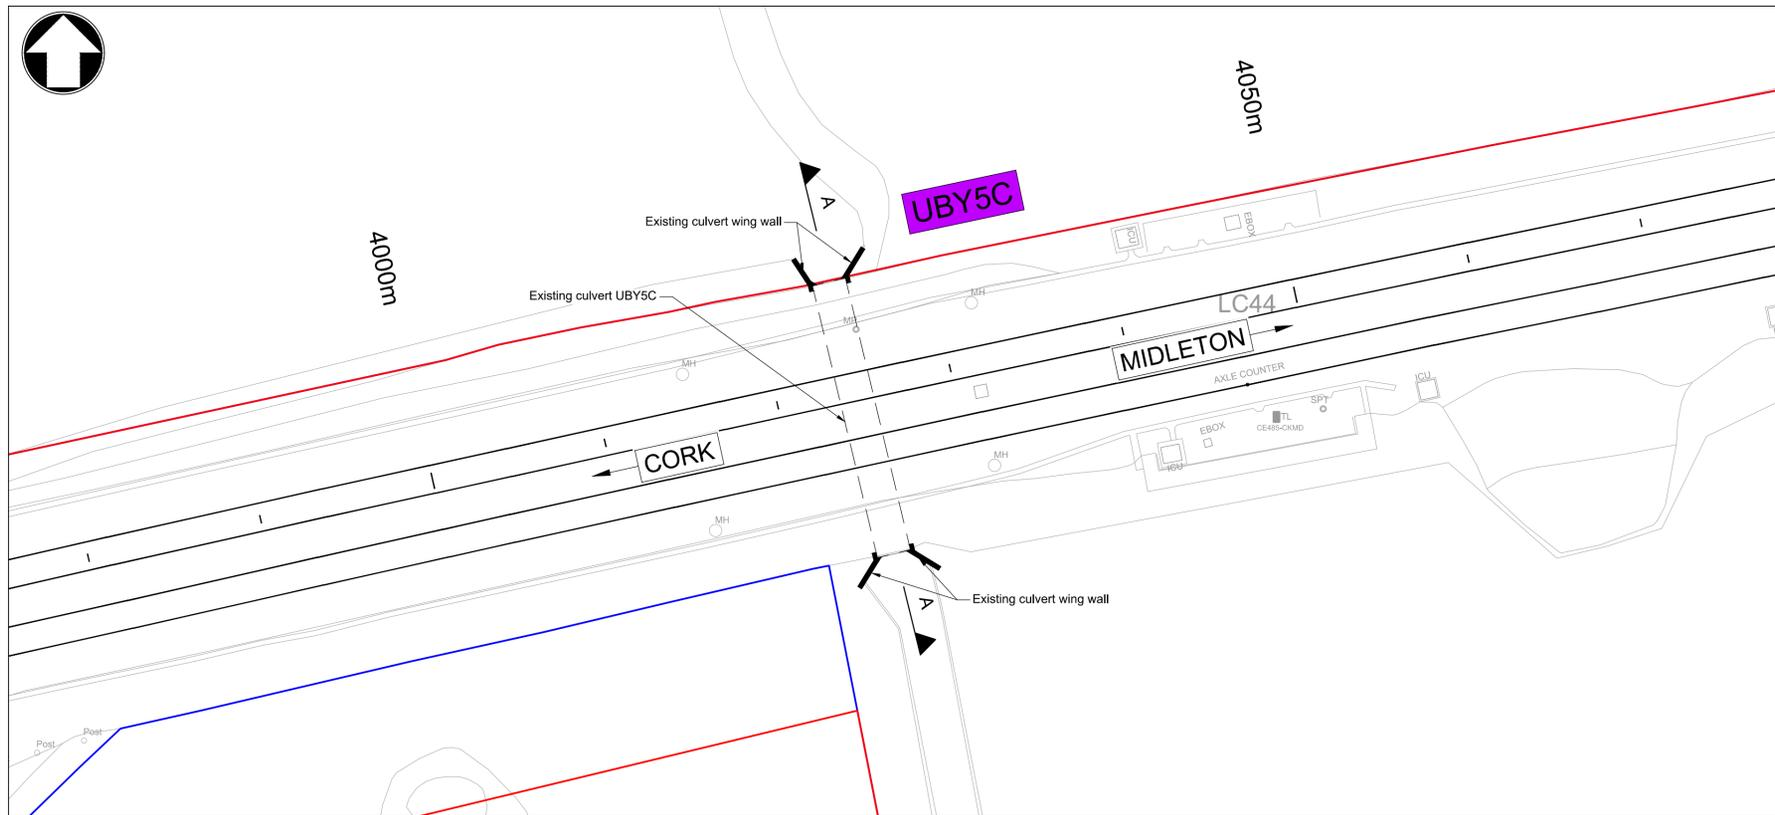 4050m
UBY5C
A
Existing culvert wing wall
EBOX
ICU
4000m
Existing culvert UBY5C
MH
MH
LC44
MIDLETON
MH
AXLE COUNTER
ICU
SPT
TL
CE485-CKMD
EBOX
CORK
MH
ICU
MH
A
Existing culvert wing wall
Post
Post